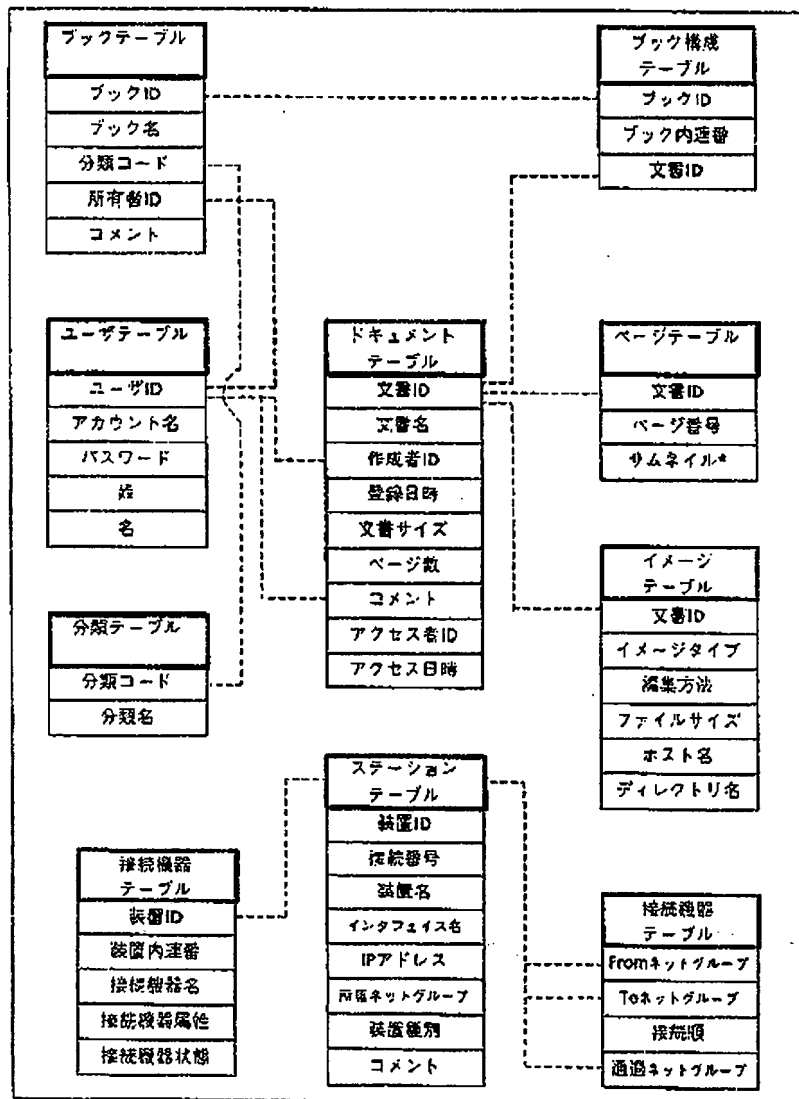 ブックテーブル
ブックID
ブック名
分類コード
所有者ID
コメント
ブック構成
テーブル
ブックID
ブック内連番
文書ID
ユーザテーブル
ユーザID
アカウント名
パスワード
姓
名
ドキュメント
テーブル
文書ID
文書名
作成者ID
登録日時
文書サイズ
ページ数
コメント
アクセス者ID
アクセス日時
ページテーブル
文書ID
ページ番号
サムネイル*
イメージ
テーブル
文書ID
イメージタイプ
編集方法
ファイルサイズ
ホスト名
ディレクトリ名
分類テーブル
分類コード
分類名
ステーション
テーブル
装置ID
接続番号
装置名
インタフェイス名
IPアドレス
所属ネットグループ
装置種別
コメント
接続機器
テーブル
装置ID
装置内連番
接続機器名
接続機器属性
接続機器状態
接続機器
テーブル
Fromネットグループ
Toネットグループ
接続順
通過ネットグループ